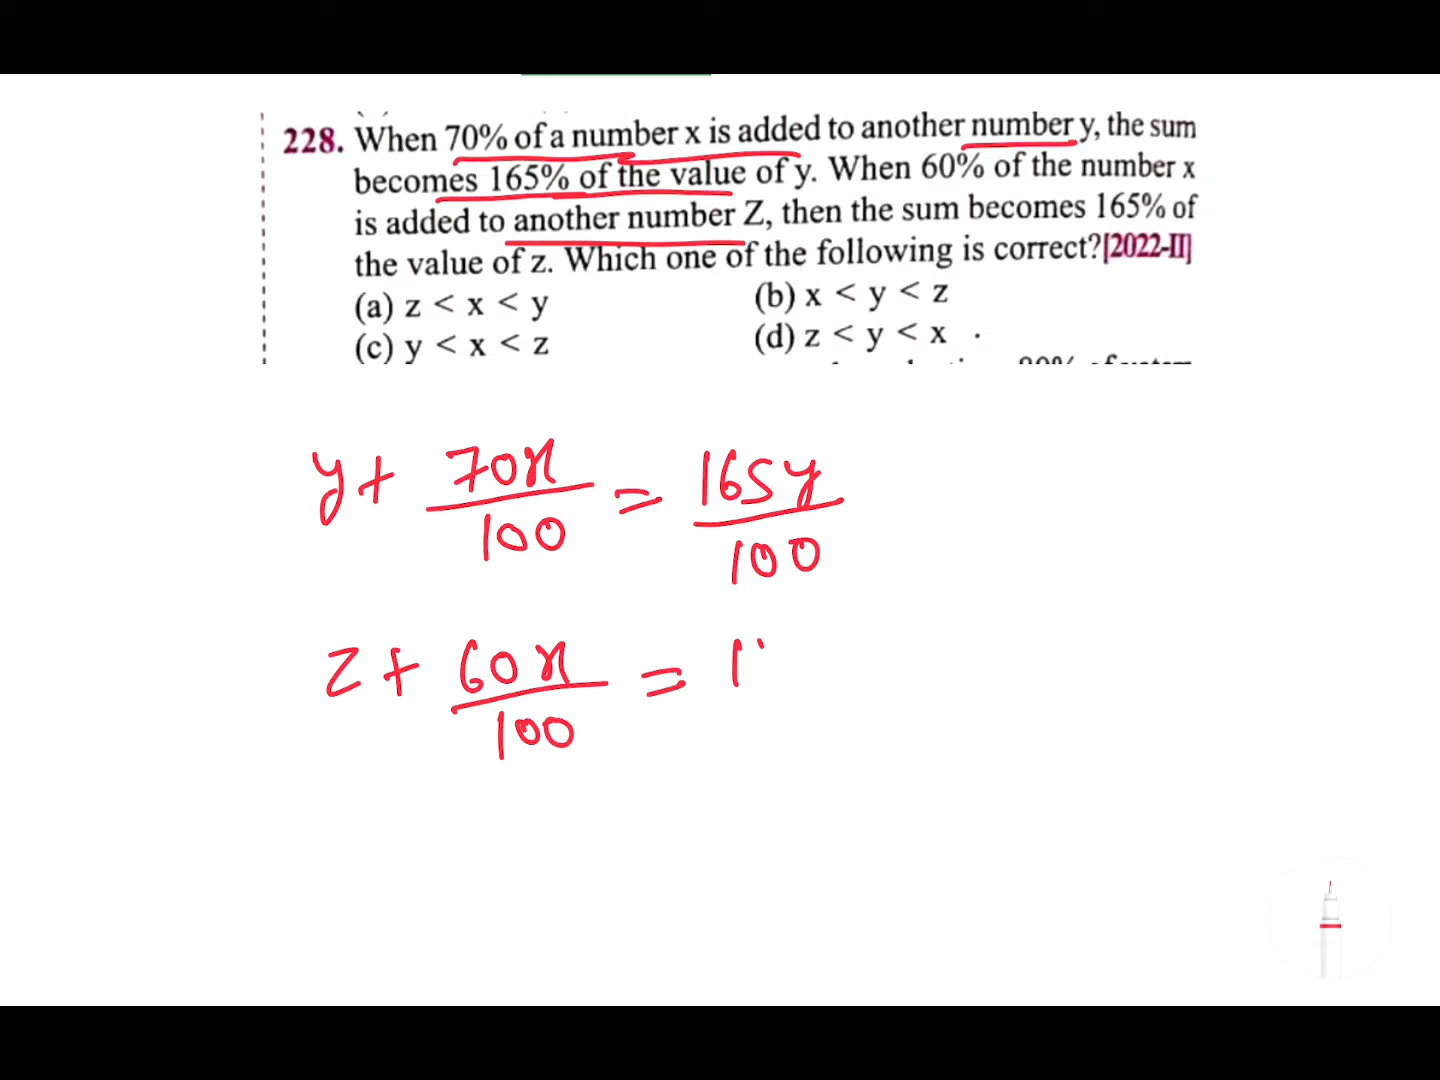 228. When 70% of a number x is added to another number y, the sum
becomes 165% of the value of y. When 60% of the number x
is added to another number Z, then the sum becomes 165% of
the value of z. Which one of the following is correct?[2022-II]
(a) z < x < y
(b) x < y < z
(c) y < x < z
(d) z < y < x
y + 70x/100 = 165y/100
z + 60x/100 = 1